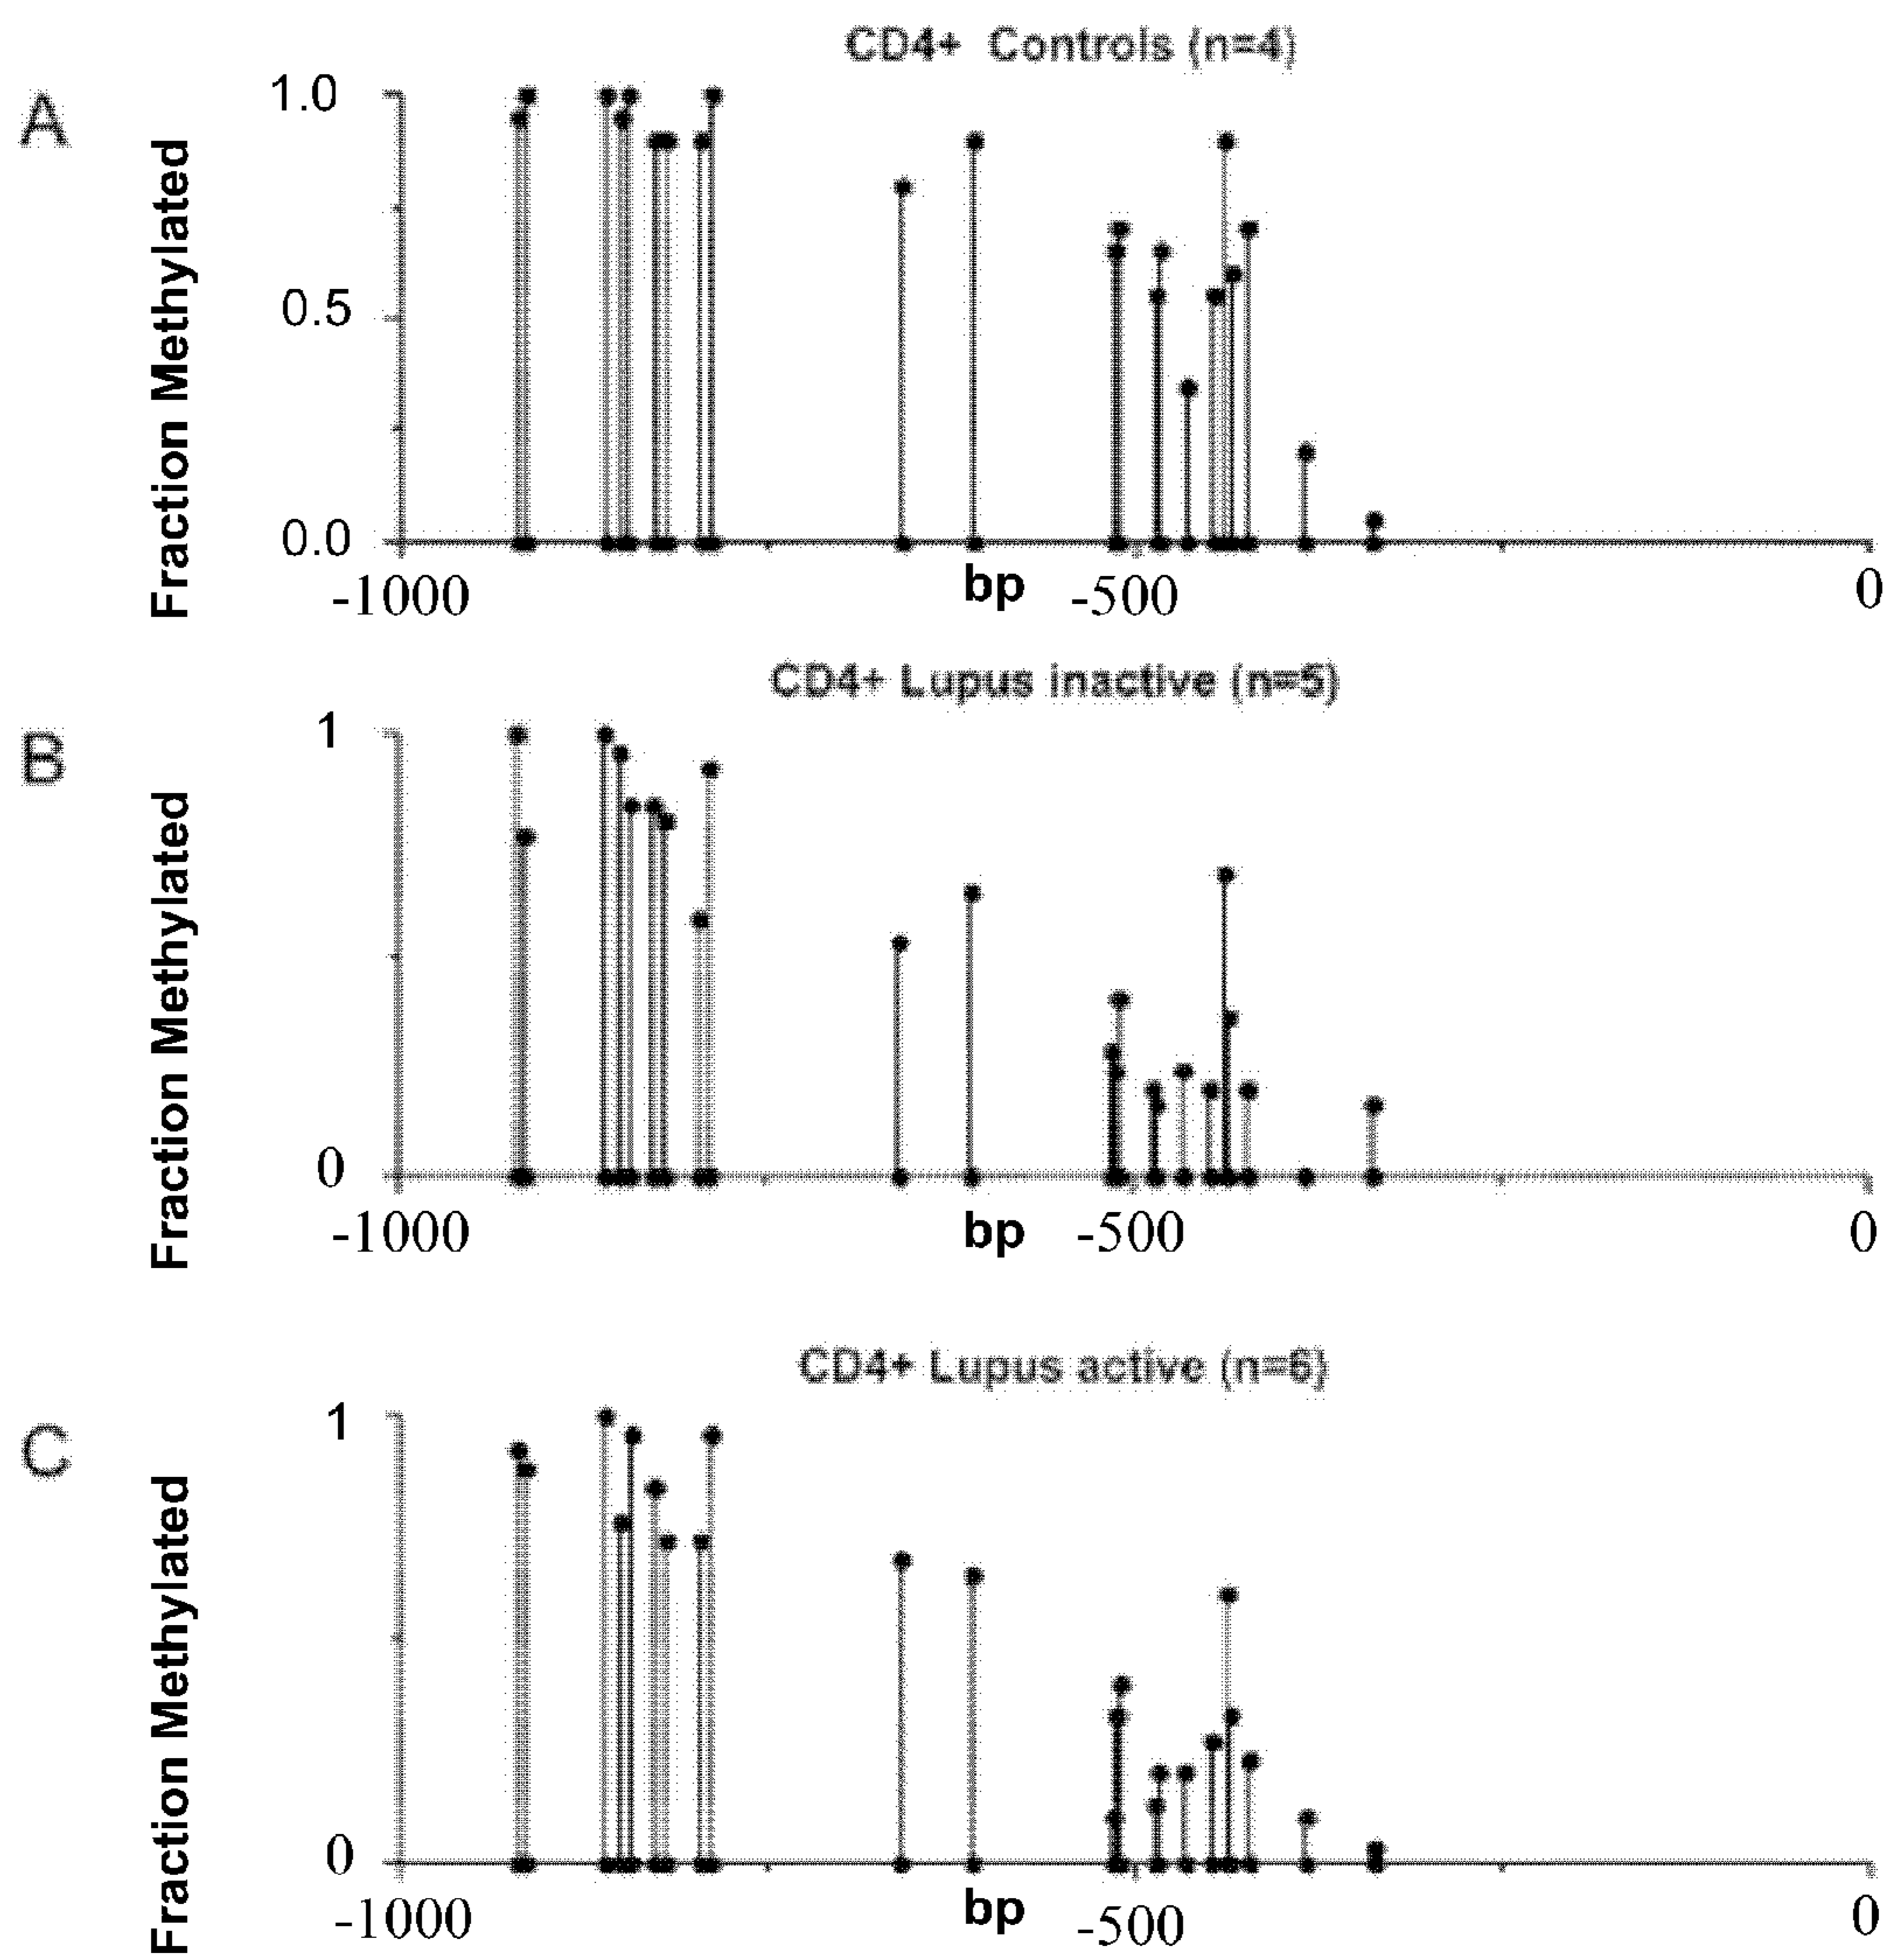 A
CD4+ Controls (n=4)
Fraction Methylated
1.0
0.5
0.0
-1000
bp
-500
0
B
CD4+ Lupus inactive (n=5)
Fraction Methylated
1
0
-1000
bp
-500
0
C
CD4+ Lupus active (n=6)
Fraction Methylated
1
0
-1000
bp
-500
0